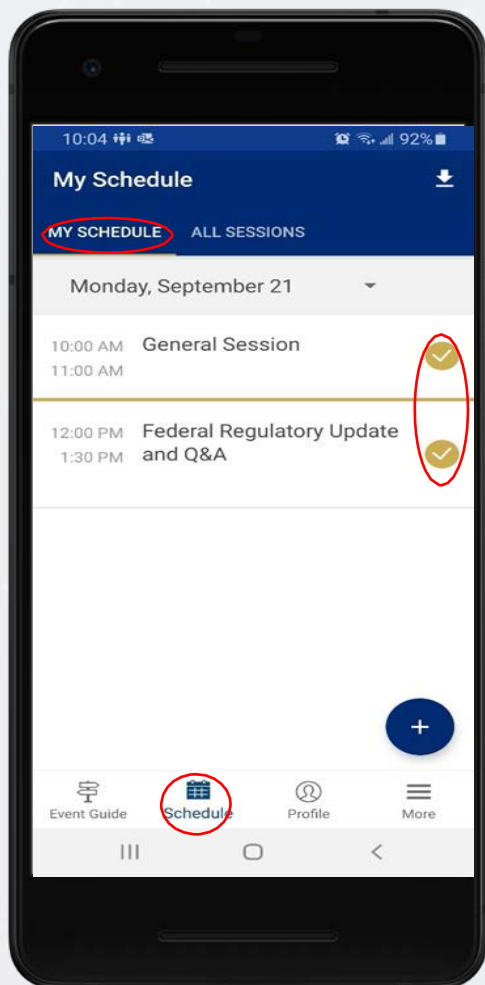 10:04 92%
My Schedule
MY SCHEDULE ALL SESSIONS
Monday, September 21
10:00 AM General Session
11:00 AM
12:00 PM Federal Regulatory Update
1:30 PM and Q&A
+
Event Guide Schedule Profile More